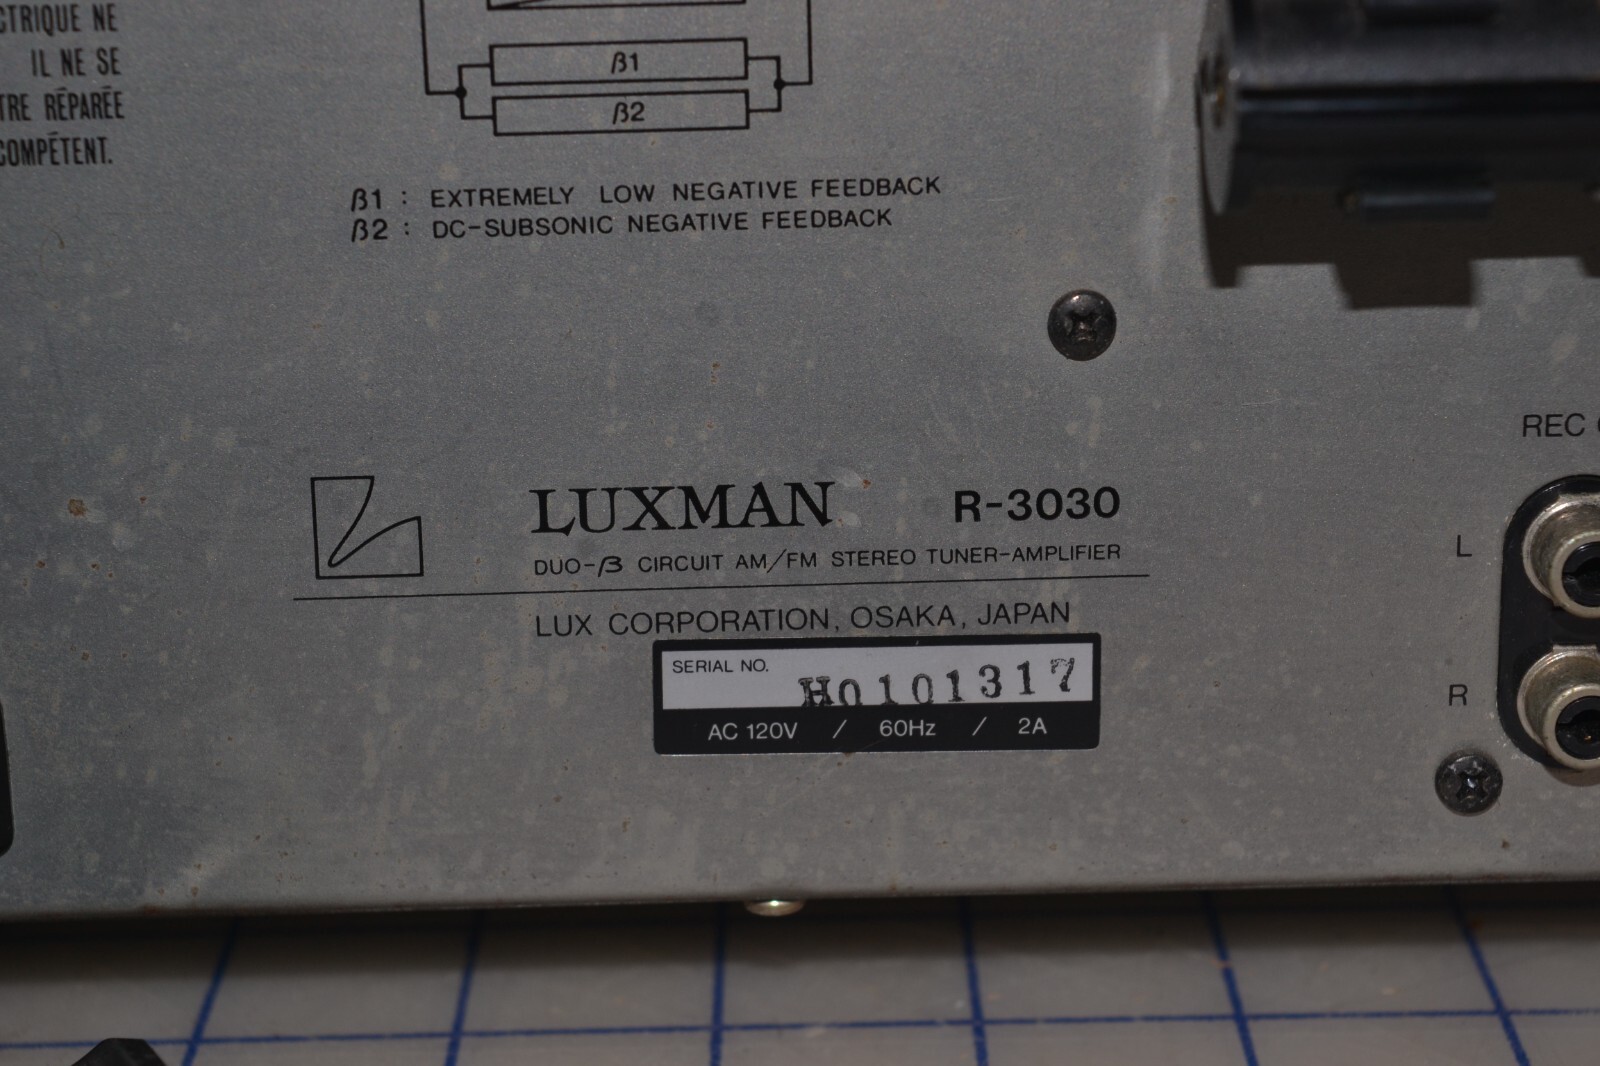 CTRIQUE NE
IL NE SE
TRE RÉPARÉE
COMPÉTENT.
β1
β2
β1 : EXTREMELY LOW NEGATIVE FEEDBACK
β2 : DC-SUBSONIC NEGATIVE FEEDBACK
REC
LUXMAN R-3030
L
DUO-β CIRCUIT AM/FM STEREO TUNER-AMPLIFIER
LUX CORPORATION, OSAKA, JAPAN
SERIAL NO. H0101317
R
AC 120V / 60Hz / 2A